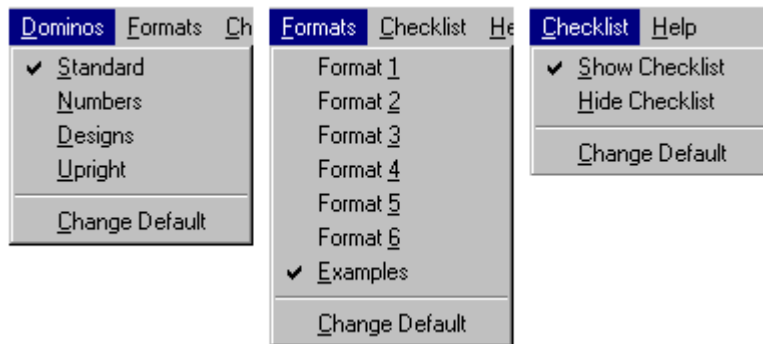 Dominos Formats Ch
Standard
Numbers
Designs
Upright
Change Default
Formats Checklist He
Format 1
Format 2
Format 3
Format 4
Format 5
Format 6
Examples
Change Default
Checklist Help
Show Checklist
Hide Checklist
Change Default